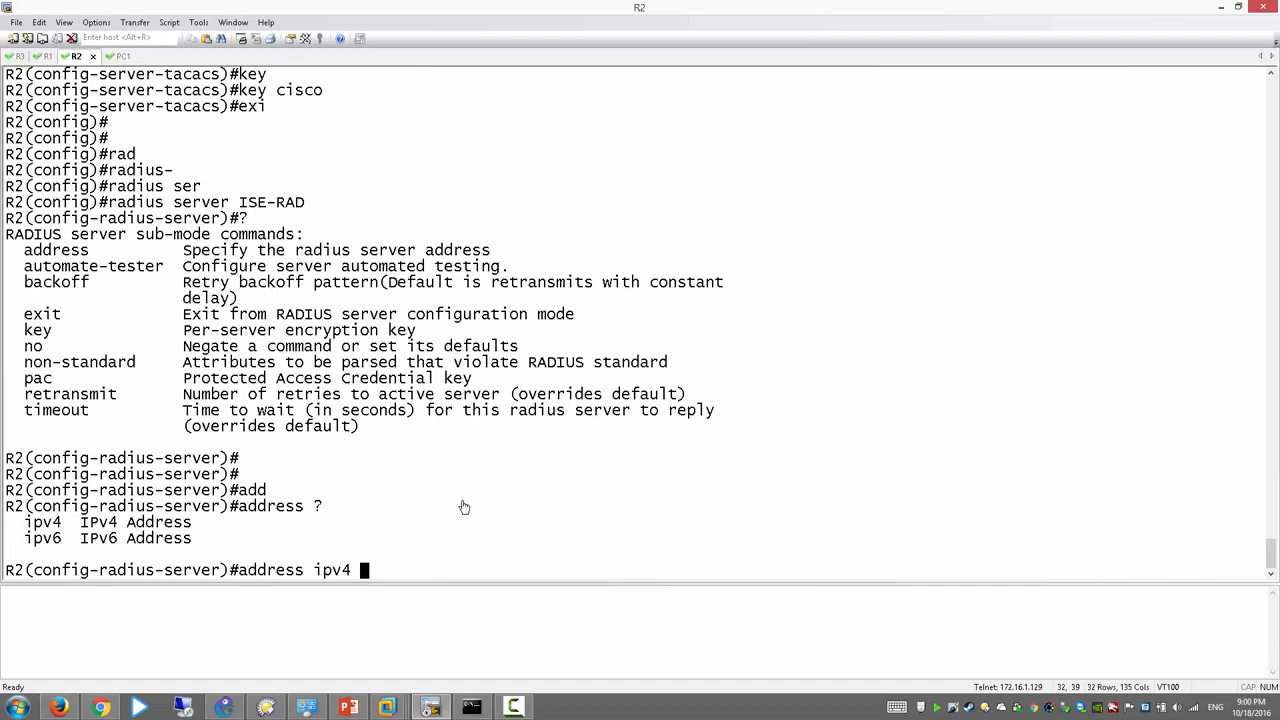 R2
File Edit View Options Transfer Script Tools Window Help
Enter host <Alt+R>
R3 R1 R2 × PC1
R2(config-server-tacacs)#key
R2(config-server-tacacs)#key cisco
R2(config-server-tacacs)#exi
R2(config)#
R2(config)#
R2(config)#rad
R2(config)#radius-
R2(config)#radius ser
R2(config)#radius server ISE-RAD
R2(config-radius-server)#?
RADIUS server sub-mode commands:
address Specify the radius server address
automate-tester Configure server automated testing.
backoff Retry backoff pattern(Default is retransmits with constant
delay)
exit Exit from RADIUS server configuration mode
key Per-server encryption key
no Negate a command or set its defaults
non-standard Attributes to be parsed that violate RADIUS standard
pac Protected Access Credential key
retransmit Number of retries to active server (overrides default)
timeout Time to wait (in seconds) for this radius server to reply
(overrides default)
R2(config-radius-server)#
R2(config-radius-server)#
R2(config-radius-server)#add
R2(config-radius-server)#address ?
ipv4 IPv4 Address
ipv6 IPv6 Address
R2(config-radius-server)#address ipv4
Ready Telnet: 172.16.1.129 32, 39 32 Rows, 135 Cols VT100 CAP NUM
ENG 9:00 PM
10/18/2016